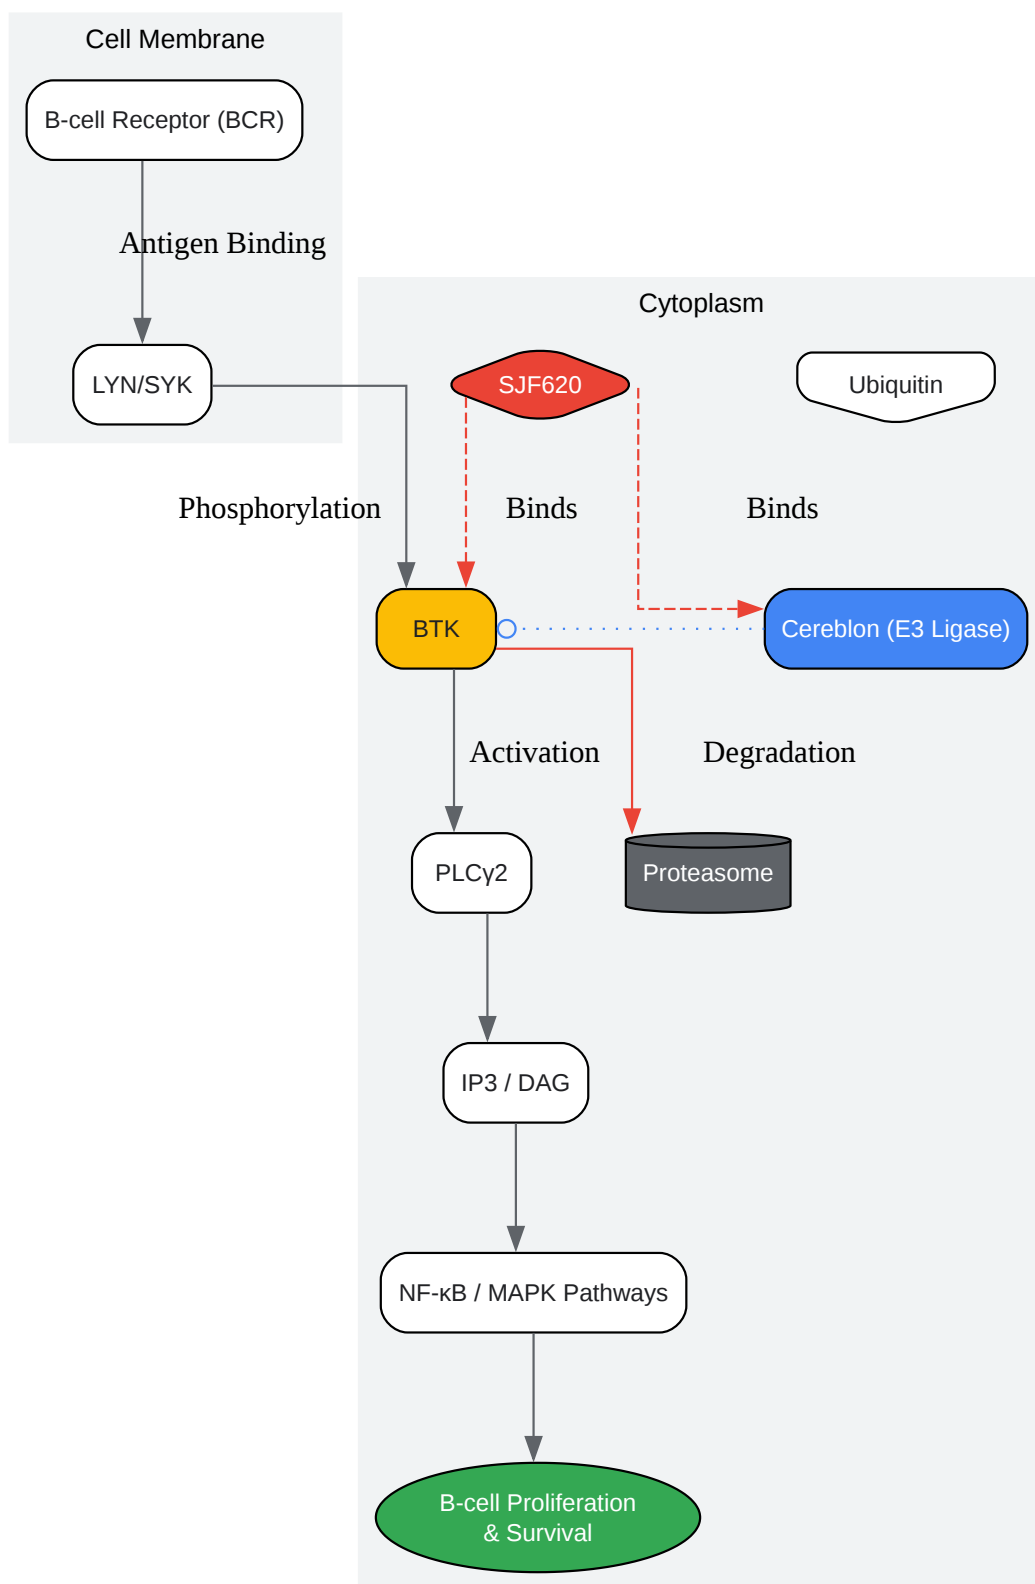 Cell Membrane
B-cell Receptor (BCR)
Antigen Binding
Cytoplasm
LYN/SYK
SJF620
Ubiquitin
Phosphorylation
Binds
Binds
BTK
Cereblon (E3 Ligase)
Activation
Degradation
PLCγ2
Proteasome
IP3 / DAG
NF-κB / MAPK Pathways
B-cell Proliferation
& Survival